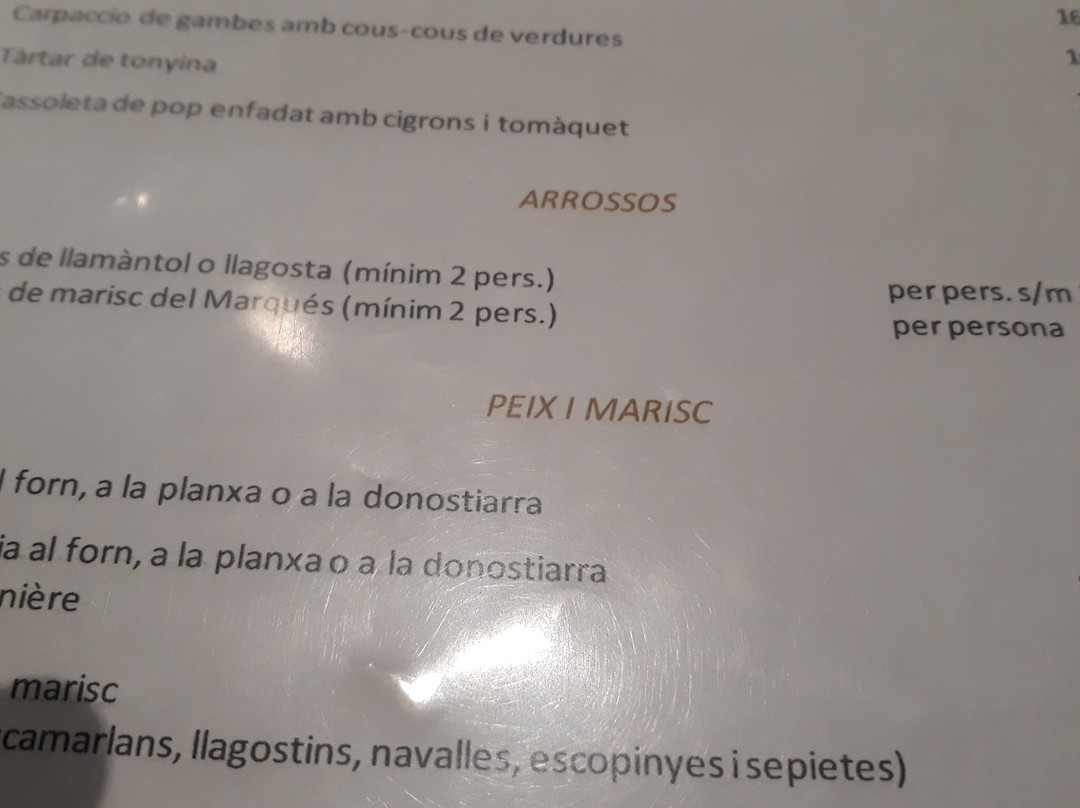 Carpaccio de gambes amb cous-cous de verdures 16
Tàrtar de tonyina
assoleta de pop enfadat amb cigrons i tomàquet
ARROSSOS
s de llamàntol o llagosta (mínim 2 pers.) per pers. s/m
de marisc del Marqués (mínim 2 pers.) per persona
PEIX I MARISC
l forn, a la planxa o a la donostiarra
ia al forn, a la planxa o a la donostiarra
nière
marisc
camarlans, llagostins, navalles, escopinyes i sepietes)